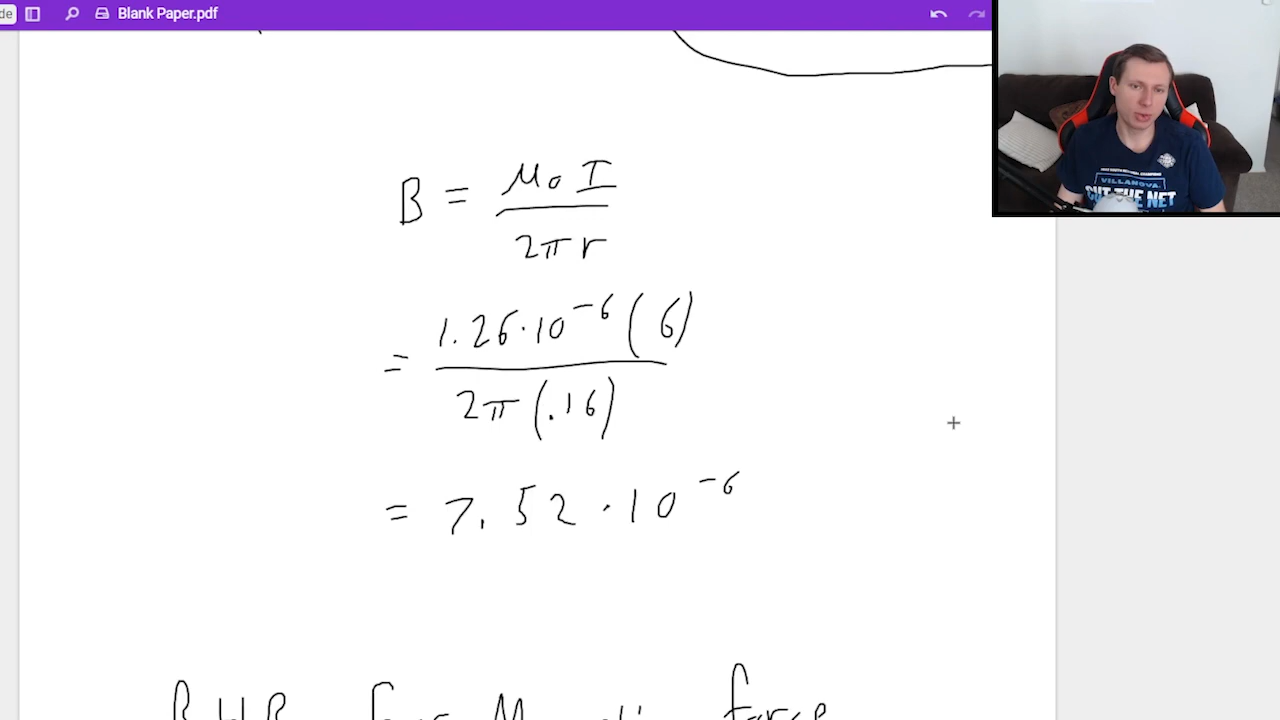 de
Blank Paper.pdf
VILLANOVA
CUT THE NET
B = μ₀ I / 2π r
= 1.26·10⁻⁶ (6) / 2π (.16)
= 7.52 · 10⁻⁶